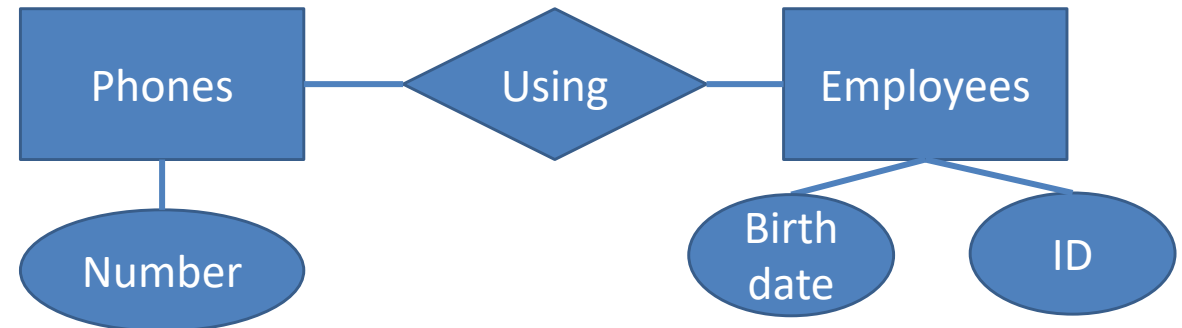 Phones
Using
Employees
Number
Birth
date
ID